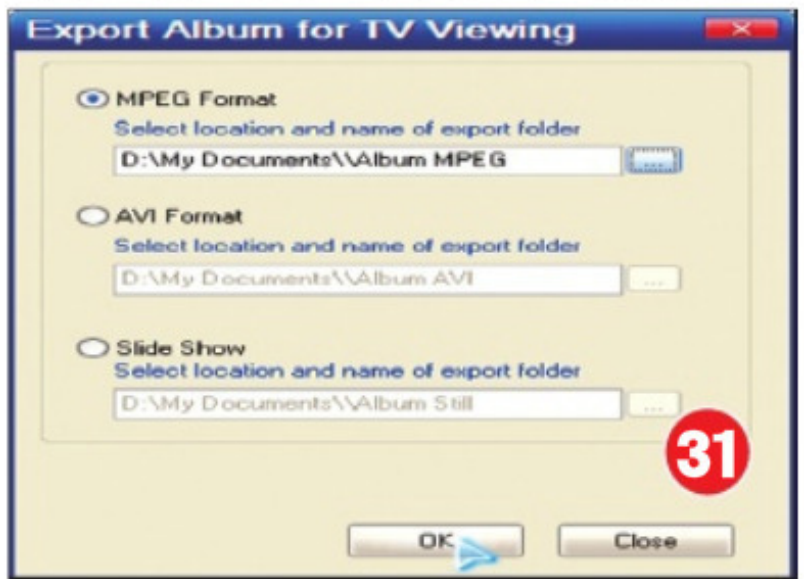 Export Album for TV Viewing
MPEG Format
Select location and name of export folder
D:\My Documents\\Album MPEG
...
AVI Format
Select location and name of export folder
D:\My Documents\\Album AVI
...
Slide Show
Select location and name of export folder
D:\My Documents\\Album Still
...
31
OK
Close